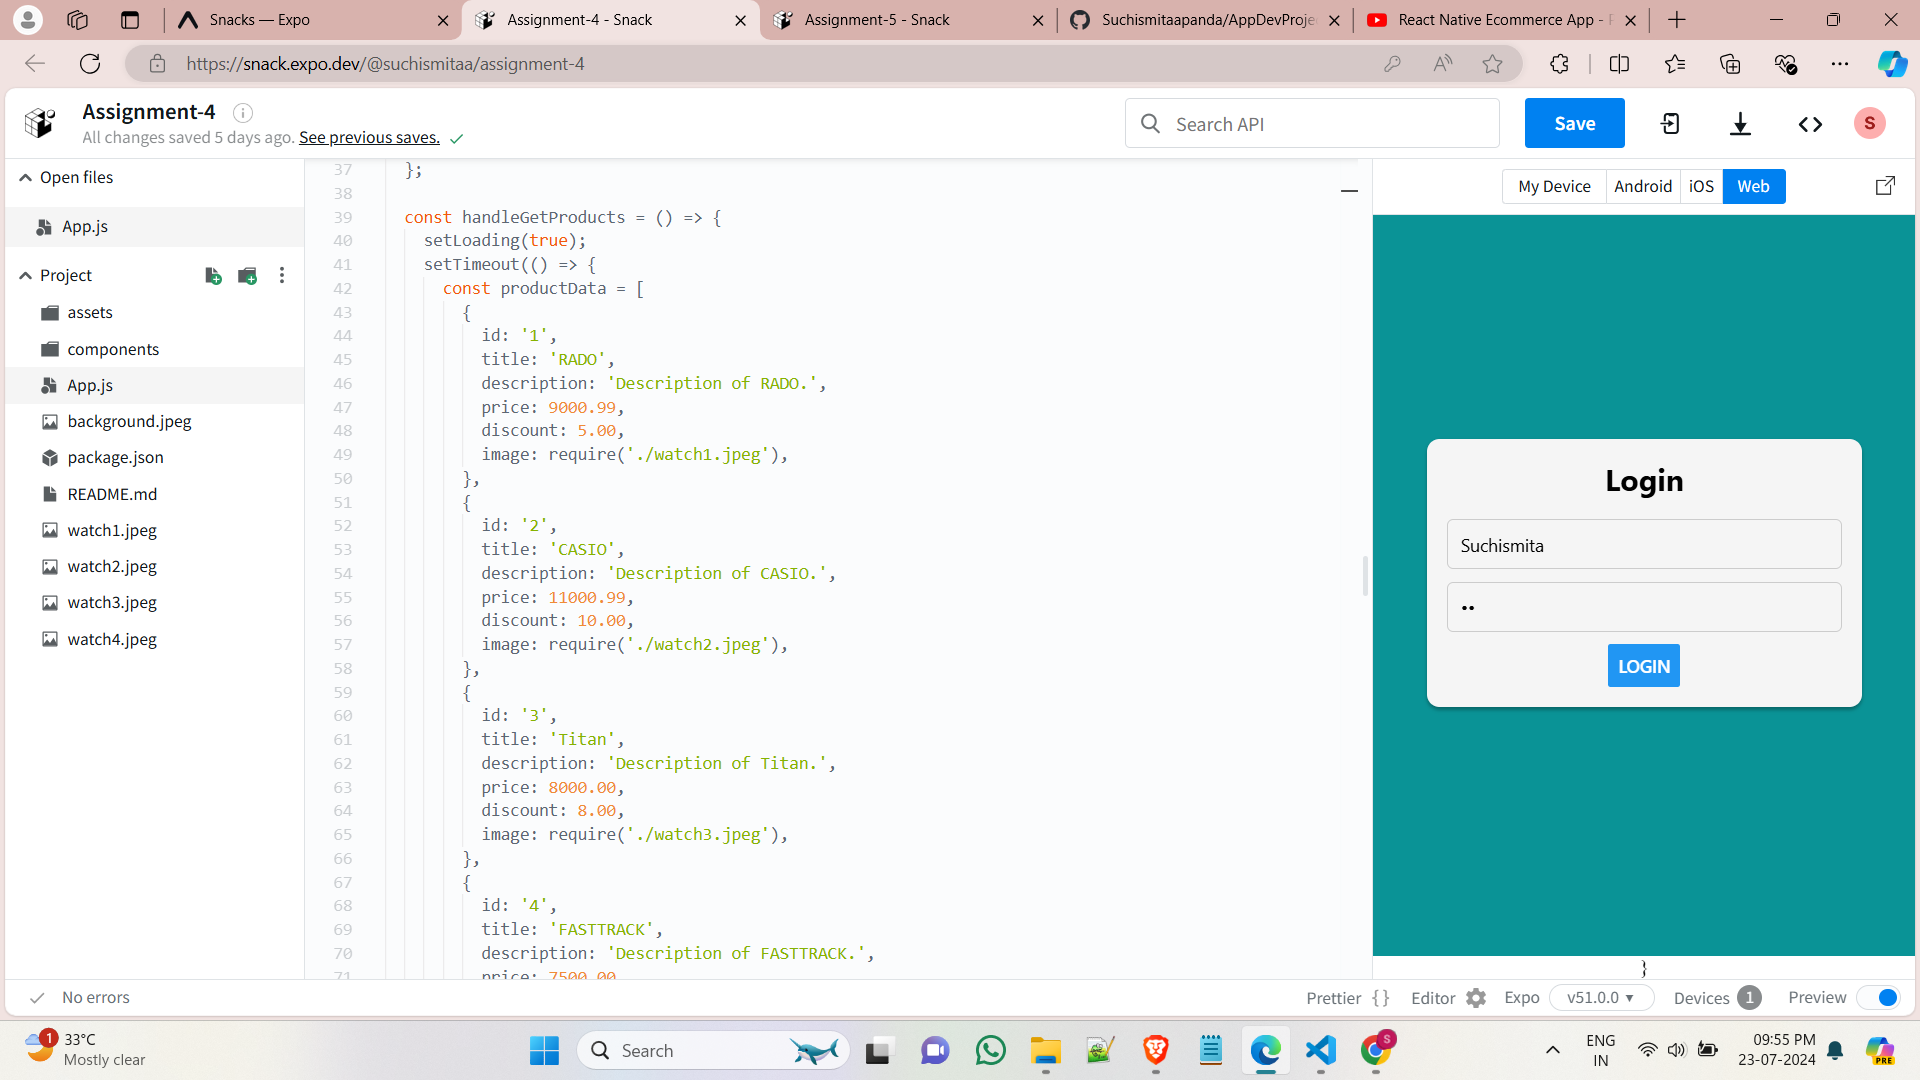 Snacks — Expo
Assignment-4 - Snack
Assignment-5 - Snack
Suchismitaapanda/AppDevProje
React Native Ecommerce App -
https://snack.expo.dev/@suchismitaa/assignment-4
Assignment-4
All changes saved 5 days ago. See previous saves.
Search API
Save
S
Open files
App.js
Project
assets
components
App.js
background.jpeg
package.json
README.md
watch1.jpeg
watch2.jpeg
watch3.jpeg
watch4.jpeg
37 };
38
39 const handleGetProducts = () => {
40 setLoading(true);
41 setTimeout(() => {
42 const productData = [
43 {
44 id: '1',
45 title: 'RADO',
46 description: 'Description of RADO.',
47 price: 9000.99,
48 discount: 5.00,
49 image: require('./watch1.jpeg'),
50 },
51 {
52 id: '2',
53 title: 'CASIO',
54 description: 'Description of CASIO.',
55 price: 11000.99,
56 discount: 10.00,
57 image: require('./watch2.jpeg'),
58 },
59 {
60 id: '3',
61 title: 'Titan',
62 description: 'Description of Titan.',
63 price: 8000.00,
64 discount: 8.00,
65 image: require('./watch3.jpeg'),
66 },
67 {
68 id: '4',
69 title: 'FASTTRACK',
70 description: 'Description of FASTTRACK.',
71 price: 7500.00
My Device Android iOS Web
Login
Suchismita
••
LOGIN
}
No errors
Prettier { } Editor Expo v51.0.0 Devices 1 Preview
1
33°C
Mostly clear
Search
S
ENG
IN
09:55 PM
23-07-2024
PRE